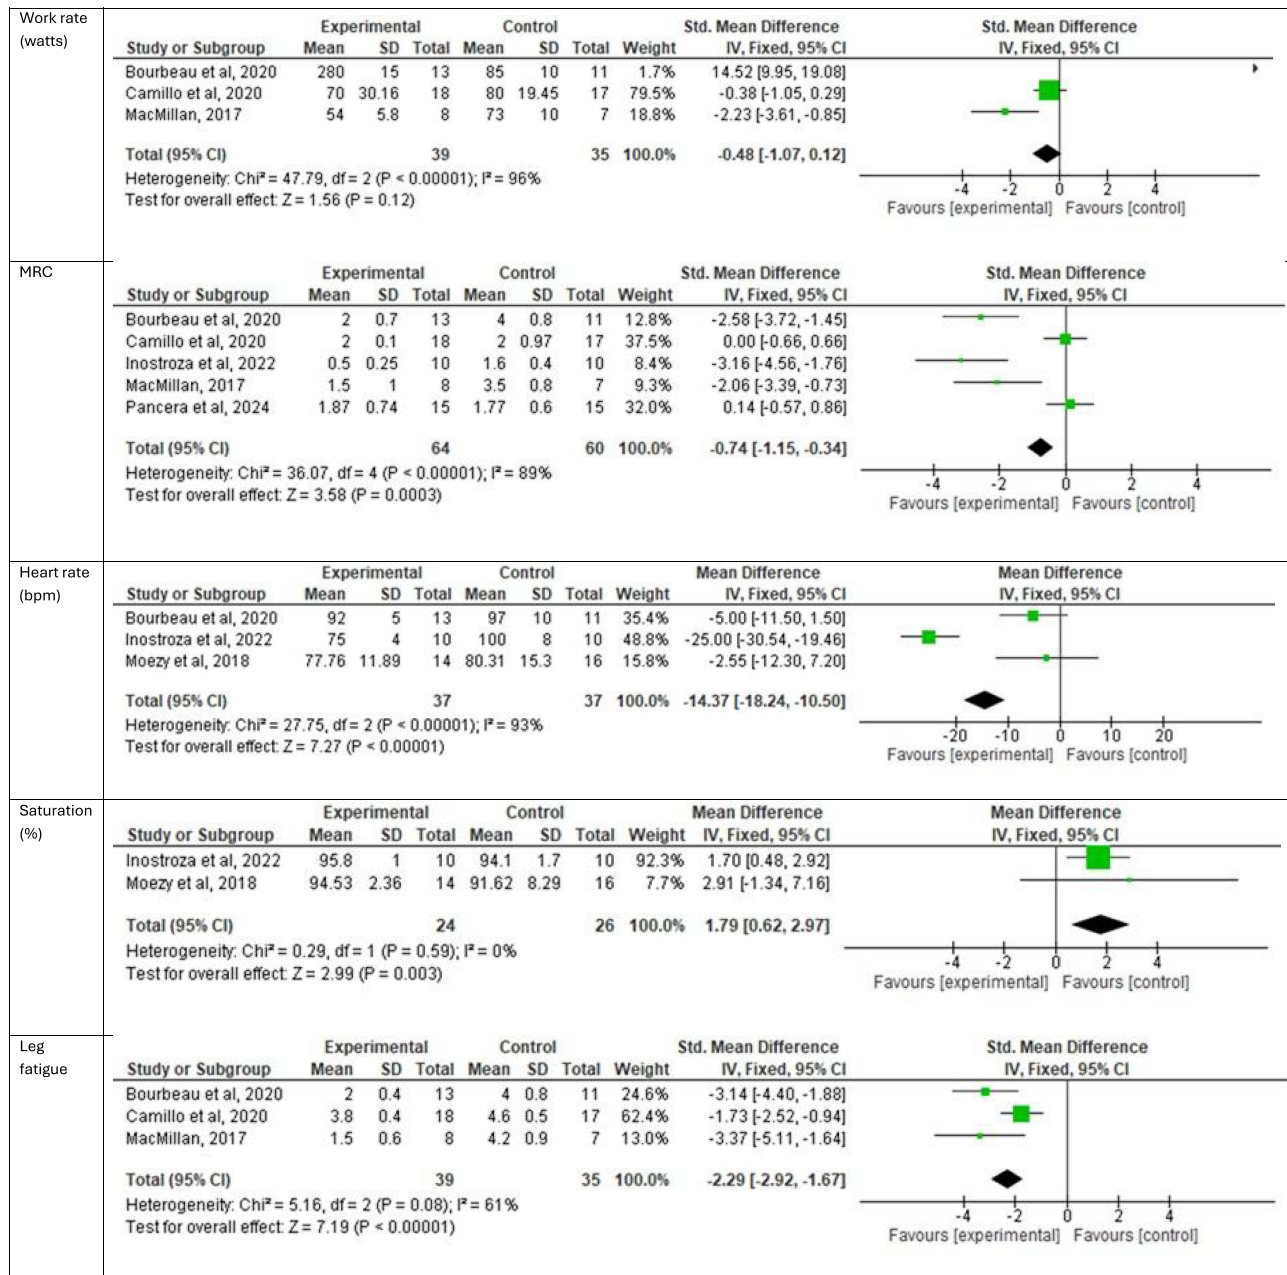 Work rate
(watts)
Experimental Control Std. Mean Difference Std. Mean Difference
Study or Subgroup Mean SD Total Mean SD Total Weight IV, Fixed, 95% CI IV, Fixed, 95% CI
Bourbeau et al, 2020 280 15 13 85 10 11 1.7% 14.52 [9.95, 19.08]
Camillo et al, 2020 70 30.16 18 80 19.45 17 79.5% -0.38 [-1.05, 0.29]
MacMillan, 2017 54 5.8 8 73 10 7 18.8% -2.23 [-3.61, -0.85]
Total (95% CI) 39 35 100.0% -0.48 [-1.07, 0.12]
Heterogeneity: Chi² = 47.79, df = 2 (P < 0.00001); I² = 96%
Test for overall effect: Z = 1.56 (P = 0.12)
-4 -2 0 2 4
Favours [experimental] Favours [control]
MRC
Experimental Control Std. Mean Difference Std. Mean Difference
Study or Subgroup Mean SD Total Mean SD Total Weight IV, Fixed, 95% CI IV, Fixed, 95% CI
Bourbeau et al, 2020 2 0.7 13 4 0.8 11 12.8% -2.58 [-3.72, -1.45]
Camillo et al, 2020 2 0.1 18 2 0.97 17 37.5% 0.00 [-0.66, 0.66]
Inostroza et al, 2022 0.5 0.25 10 1.6 0.4 10 8.4% -3.16 [-4.56, -1.76]
MacMillan, 2017 1.5 1 8 3.5 0.8 7 9.3% -2.06 [-3.39, -0.73]
Pancera et al, 2024 1.87 0.74 15 1.77 0.6 15 32.0% 0.14 [-0.57, 0.86]
Total (95% CI) 64 60 100.0% -0.74 [-1.15, -0.34]
Heterogeneity: Chi² = 36.07, df = 4 (P < 0.00001); I² = 89%
Test for overall effect: Z = 3.58 (P = 0.0003)
-4 -2 0 2 4
Favours [experimental] Favours [control]
Heart rate
(bpm)
Experimental Control Mean Difference Mean Difference
Study or Subgroup Mean SD Total Mean SD Total Weight IV, Fixed, 95% CI IV, Fixed, 95% CI
Bourbeau et al, 2020 92 5 13 97 10 11 35.4% -5.00 [-11.50, 1.50]
Inostroza et al, 2022 75 4 10 100 8 10 48.8% -25.00 [-30.54, -19.46]
Moezy et al, 2018 77.76 11.89 14 80.31 15.3 16 15.8% -2.55 [-12.30, 7.20]
Total (95% CI) 37 37 100.0% -14.37 [-18.24, -10.50]
Heterogeneity: Chi² = 27.75, df = 2 (P < 0.00001); I² = 93%
Test for overall effect: Z = 7.27 (P < 0.00001)
-20 -10 0 10 20
Favours [experimental] Favours [control]
Saturation
(%)
Experimental Control Mean Difference Mean Difference
Study or Subgroup Mean SD Total Mean SD Total Weight IV, Fixed, 95% CI IV, Fixed, 95% CI
Inostroza et al, 2022 95.8 1 10 94.1 1.7 10 92.3% 1.70 [0.48, 2.92]
Moezy et al, 2018 94.53 2.36 14 91.62 8.29 16 7.7% 2.91 [-1.34, 7.16]
Total (95% CI) 24 26 100.0% 1.79 [0.62, 2.97]
Heterogeneity: Chi² = 0.29, df = 1 (P = 0.59); I² = 0%
Test for overall effect: Z = 2.99 (P = 0.003)
-4 -2 0 2 4
Favours [experimental] Favours [control]
Leg
fatigue
Experimental Control Std. Mean Difference Std. Mean Difference
Study or Subgroup Mean SD Total Mean SD Total Weight IV, Fixed, 95% CI IV, Fixed, 95% CI
Bourbeau et al, 2020 2 0.4 13 4 0.8 11 24.6% -3.14 [-4.40, -1.88]
Camillo et al, 2020 3.8 0.4 18 4.6 0.5 17 62.4% -1.73 [-2.52, -0.94]
MacMillan, 2017 1.5 0.6 8 4.2 0.9 7 13.0% -3.37 [-5.11, -1.64]
Total (95% CI) 39 35 100.0% -2.29 [-2.92, -1.67]
Heterogeneity: Chi² = 5.16, df = 2 (P = 0.08); I² = 61%
Test for overall effect: Z = 7.19 (P < 0.00001)
-4 -2 0 2 4
Favours [experimental] Favours [control]